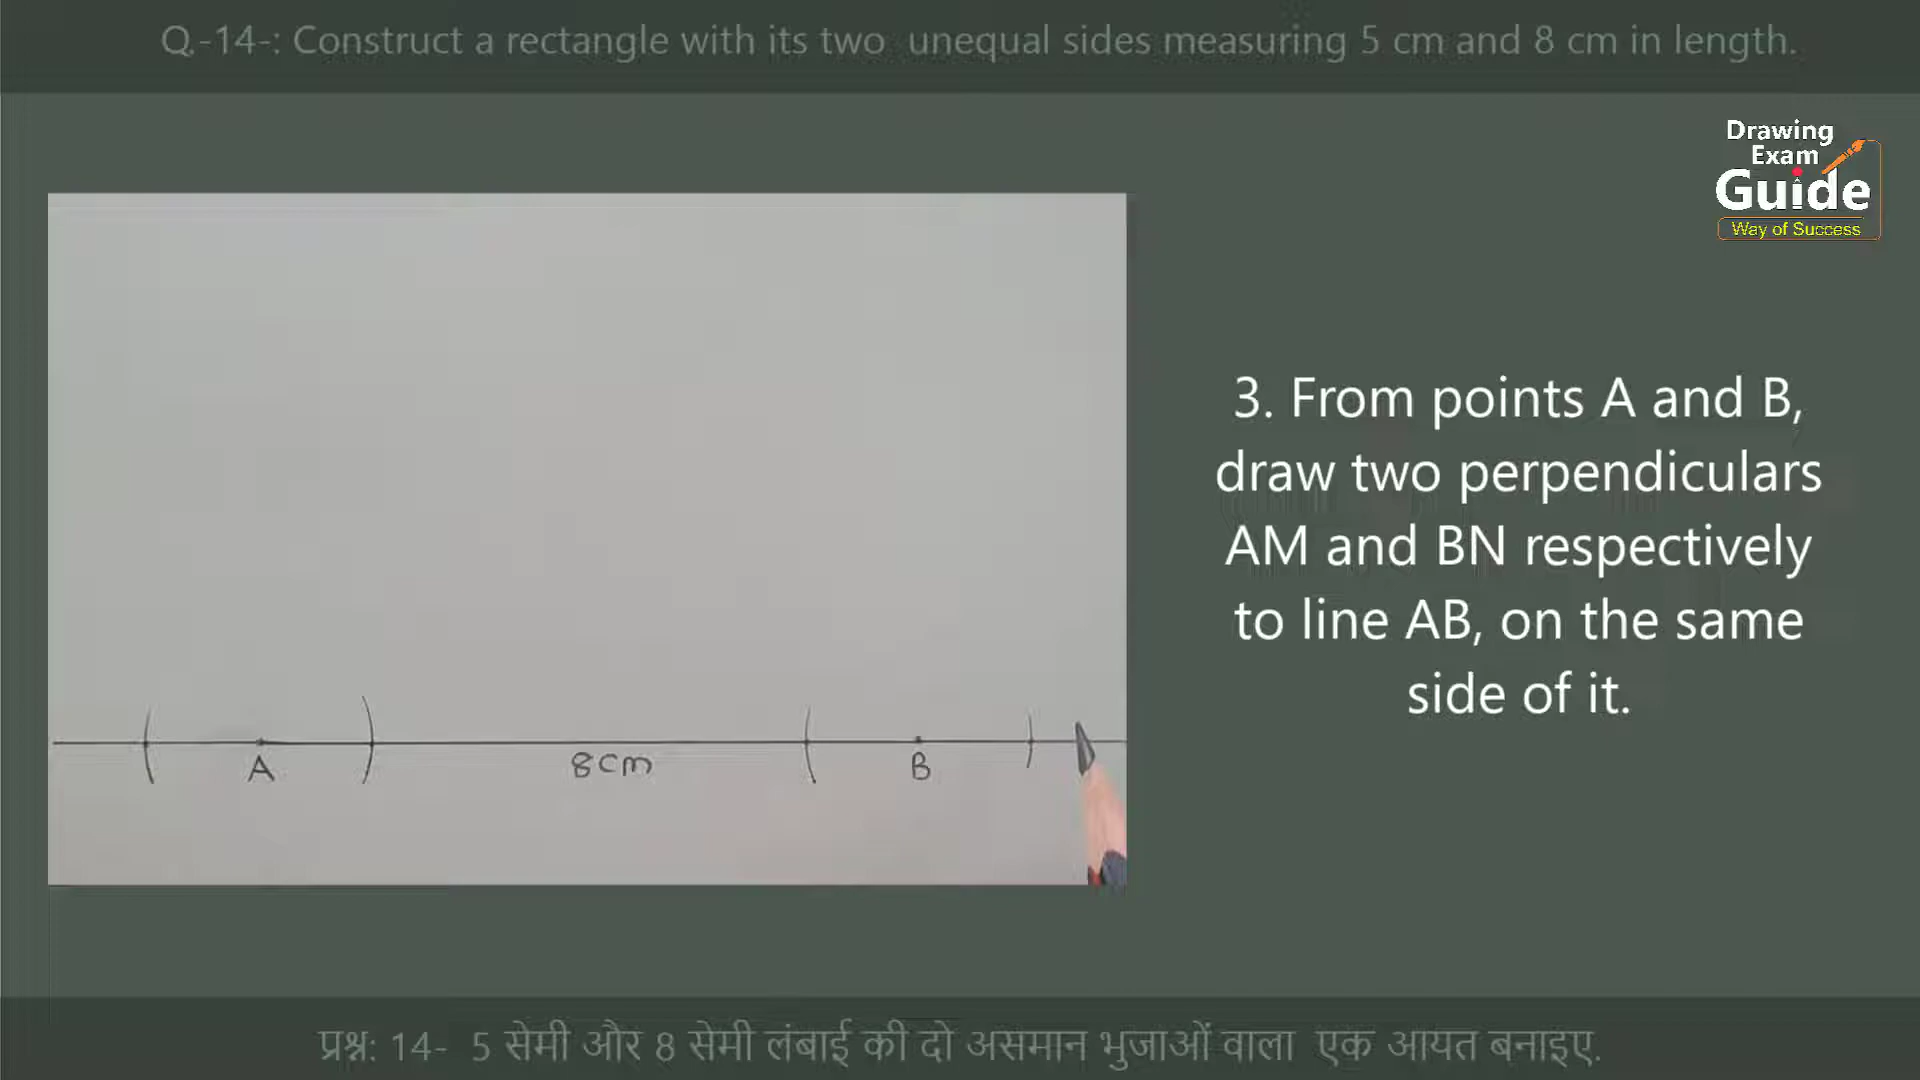 Q.-14-: Construct a rectangle with its two unequal sides measuring 5 cm and 8 cm in length.
Drawing
Exam
Guide
Way of Success
3. From points A and B,
draw two perpendiculars
AM and BN respectively
to line AB, on the same
side of it.
A 8cm B
प्रश्न: 14- 5 सेमी और 8 सेमी लंबाई की दो असमान भुजाओं वाला एक आयत बनाइए.